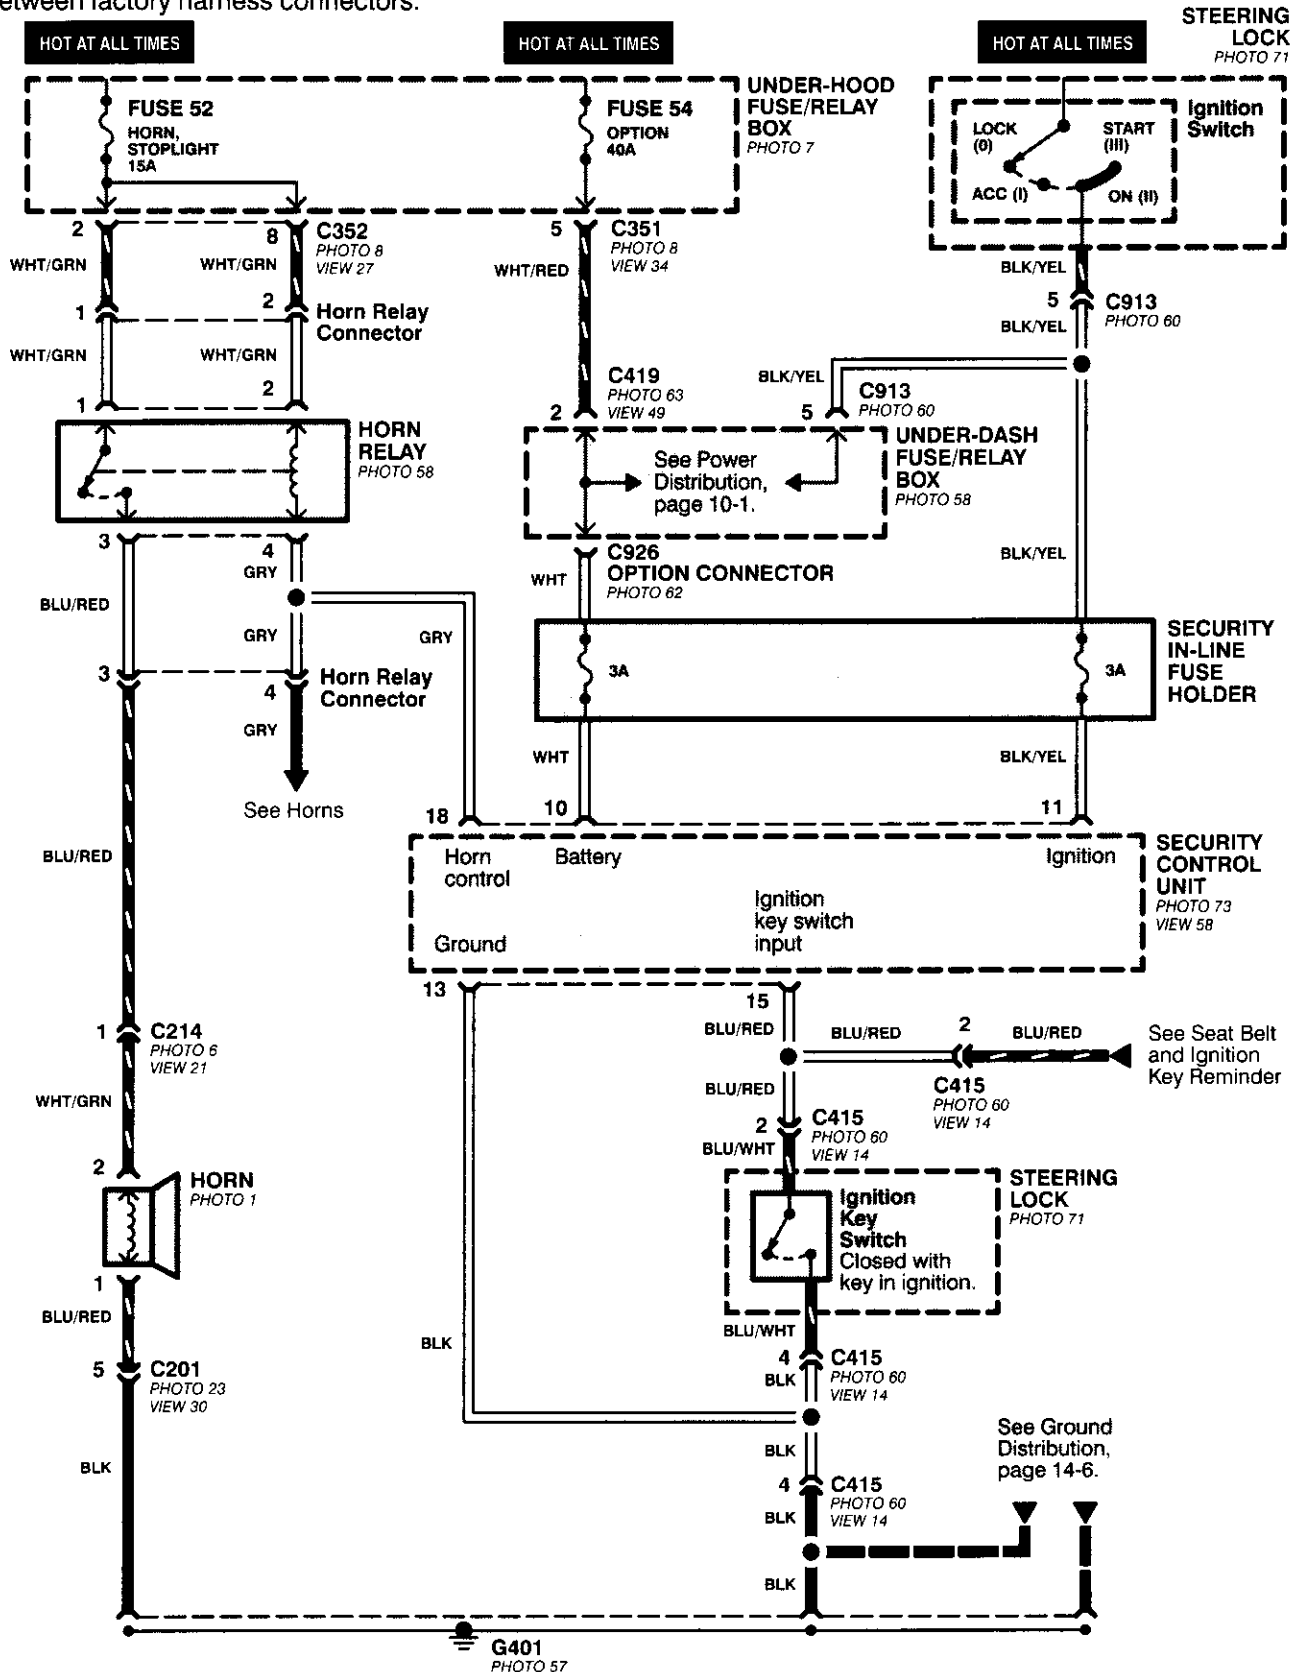 between factory harness connectors.
HOT AT ALL TIMES
HOT AT ALL TIMES
HOT AT ALL TIMES
STEERING
LOCK
PHOTO 71
FUSE 52
HORN,
STOPLIGHT
15A
FUSE 54
OPTION
40A
UNDER-HOOD
FUSE/RELAY
BOX
PHOTO 7
LOCK
(0)
START
(III)
ACC (I)
ON (II)
Ignition
Switch
2
8
C352
PHOTO 8
VIEW 27
5
C351
PHOTO 8
VIEW 34
WHT/GRN
WHT/GRN
WHT/RED
BLK/YEL
1
2
Horn Relay
Connector
5
C913
PHOTO 60
BLK/YEL
WHT/GRN
WHT/GRN
BLK/YEL
C419
PHOTO 63
VIEW 49
1
2
2
5
C913
PHOTO 60
HORN
RELAY
PHOTO 58
See Power
Distribution,
page 10-1.
UNDER-DASH
FUSE/RELAY
BOX
PHOTO 58
3
4
GRY
C926
OPTION CONNECTOR
PHOTO 62
WHT
BLK/YEL
BLU/RED
GRY
GRY
3
4
Horn Relay
Connector
GRY
See Horns
3A
3A
SECURITY
IN-LINE
FUSE
HOLDER
WHT
BLK/YEL
18
10
11
BLU/RED
Horn
control
Battery
Ignition
Ignition
key switch
input
Ground
SECURITY
CONTROL
UNIT
PHOTO 73
VIEW 58
13
15
BLU/RED
BLU/RED
2
BLU/RED
See Seat Belt
and Ignition
Key Reminder
1
C214
PHOTO 6
VIEW 21
C415
PHOTO 60
VIEW 14
WHT/GRN
BLU/RED
2
C415
PHOTO 60
VIEW 14
BLU/WHT
2
HORN
PHOTO 1
Ignition
Key
Switch
Closed with
key in ignition.
STEERING
LOCK
PHOTO 71
1
BLU/RED
BLU/WHT
BLK
5
C201
PHOTO 23
VIEW 30
4
C415
PHOTO 60
VIEW 14
BLK
BLK
BLK
See Ground
Distribution,
page 14-6.
4
C415
PHOTO 60
VIEW 14
BLK
BLK
G401
PHOTO 57